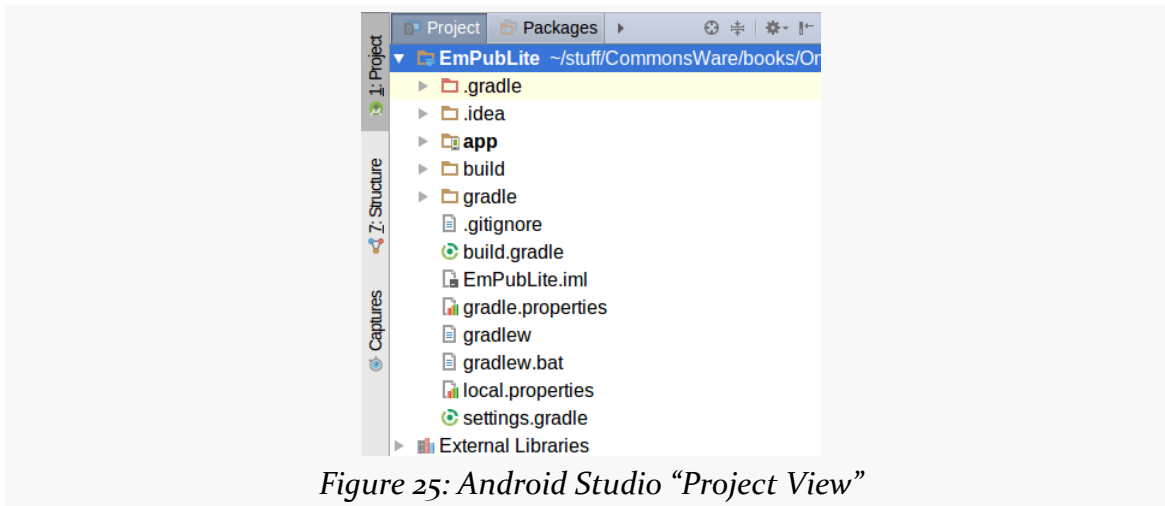 Project Packages
1: Project
EmPubLite ~/stuff/CommonsWare/books/Or
.gradle
.idea
app
build
gradle
7: Structure
.gitignore
build.gradle
EmPubLite.iml
gradle.properties
Captures
gradlew
gradlew.bat
local.properties
settings.gradle
External Libraries
Figure 25: Android Studio “Project View”